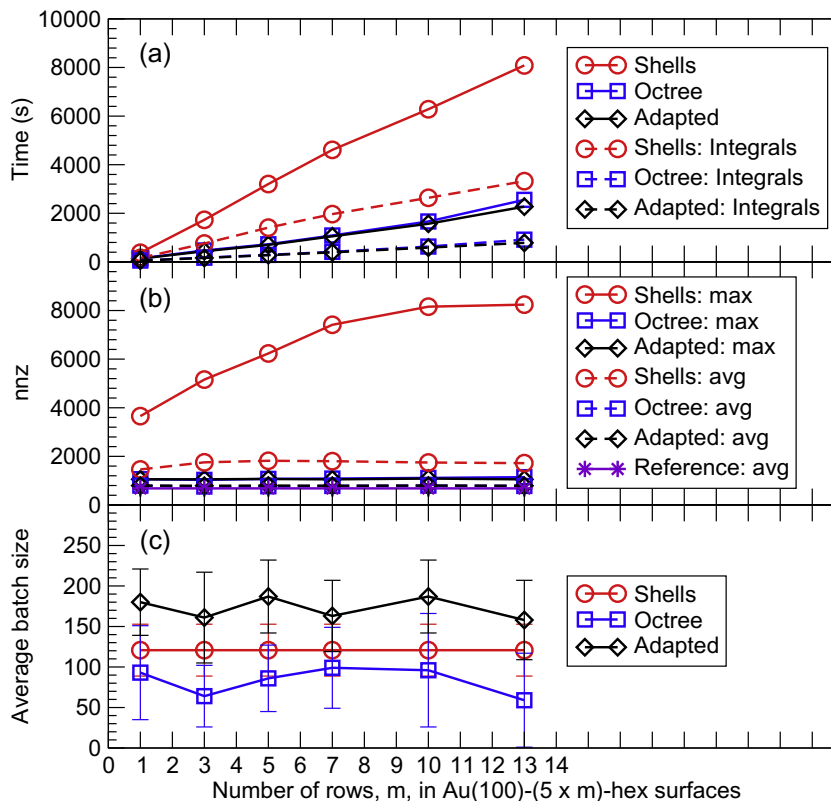 10000
8000
6000
4000
2000
0
Time (s)
(a)
Shells
Octree
Adapted
Shells: Integrals
Octree: Integrals
Adapted: Integrals
8000
6000
4000
2000
0
nnz
(b)
Shells: max
Octree: max
Adapted: max
Shells: avg
Octree: avg
Adapted: avg
Reference: avg
250
200
150
100
50
0
Average batch size
(c)
Shells
Octree
Adapted
0 1 2 3 4 5 6 7 8 9 10 11 12 13 14
Number of rows, m, in Au(100)-(5 x m)-hex surfaces